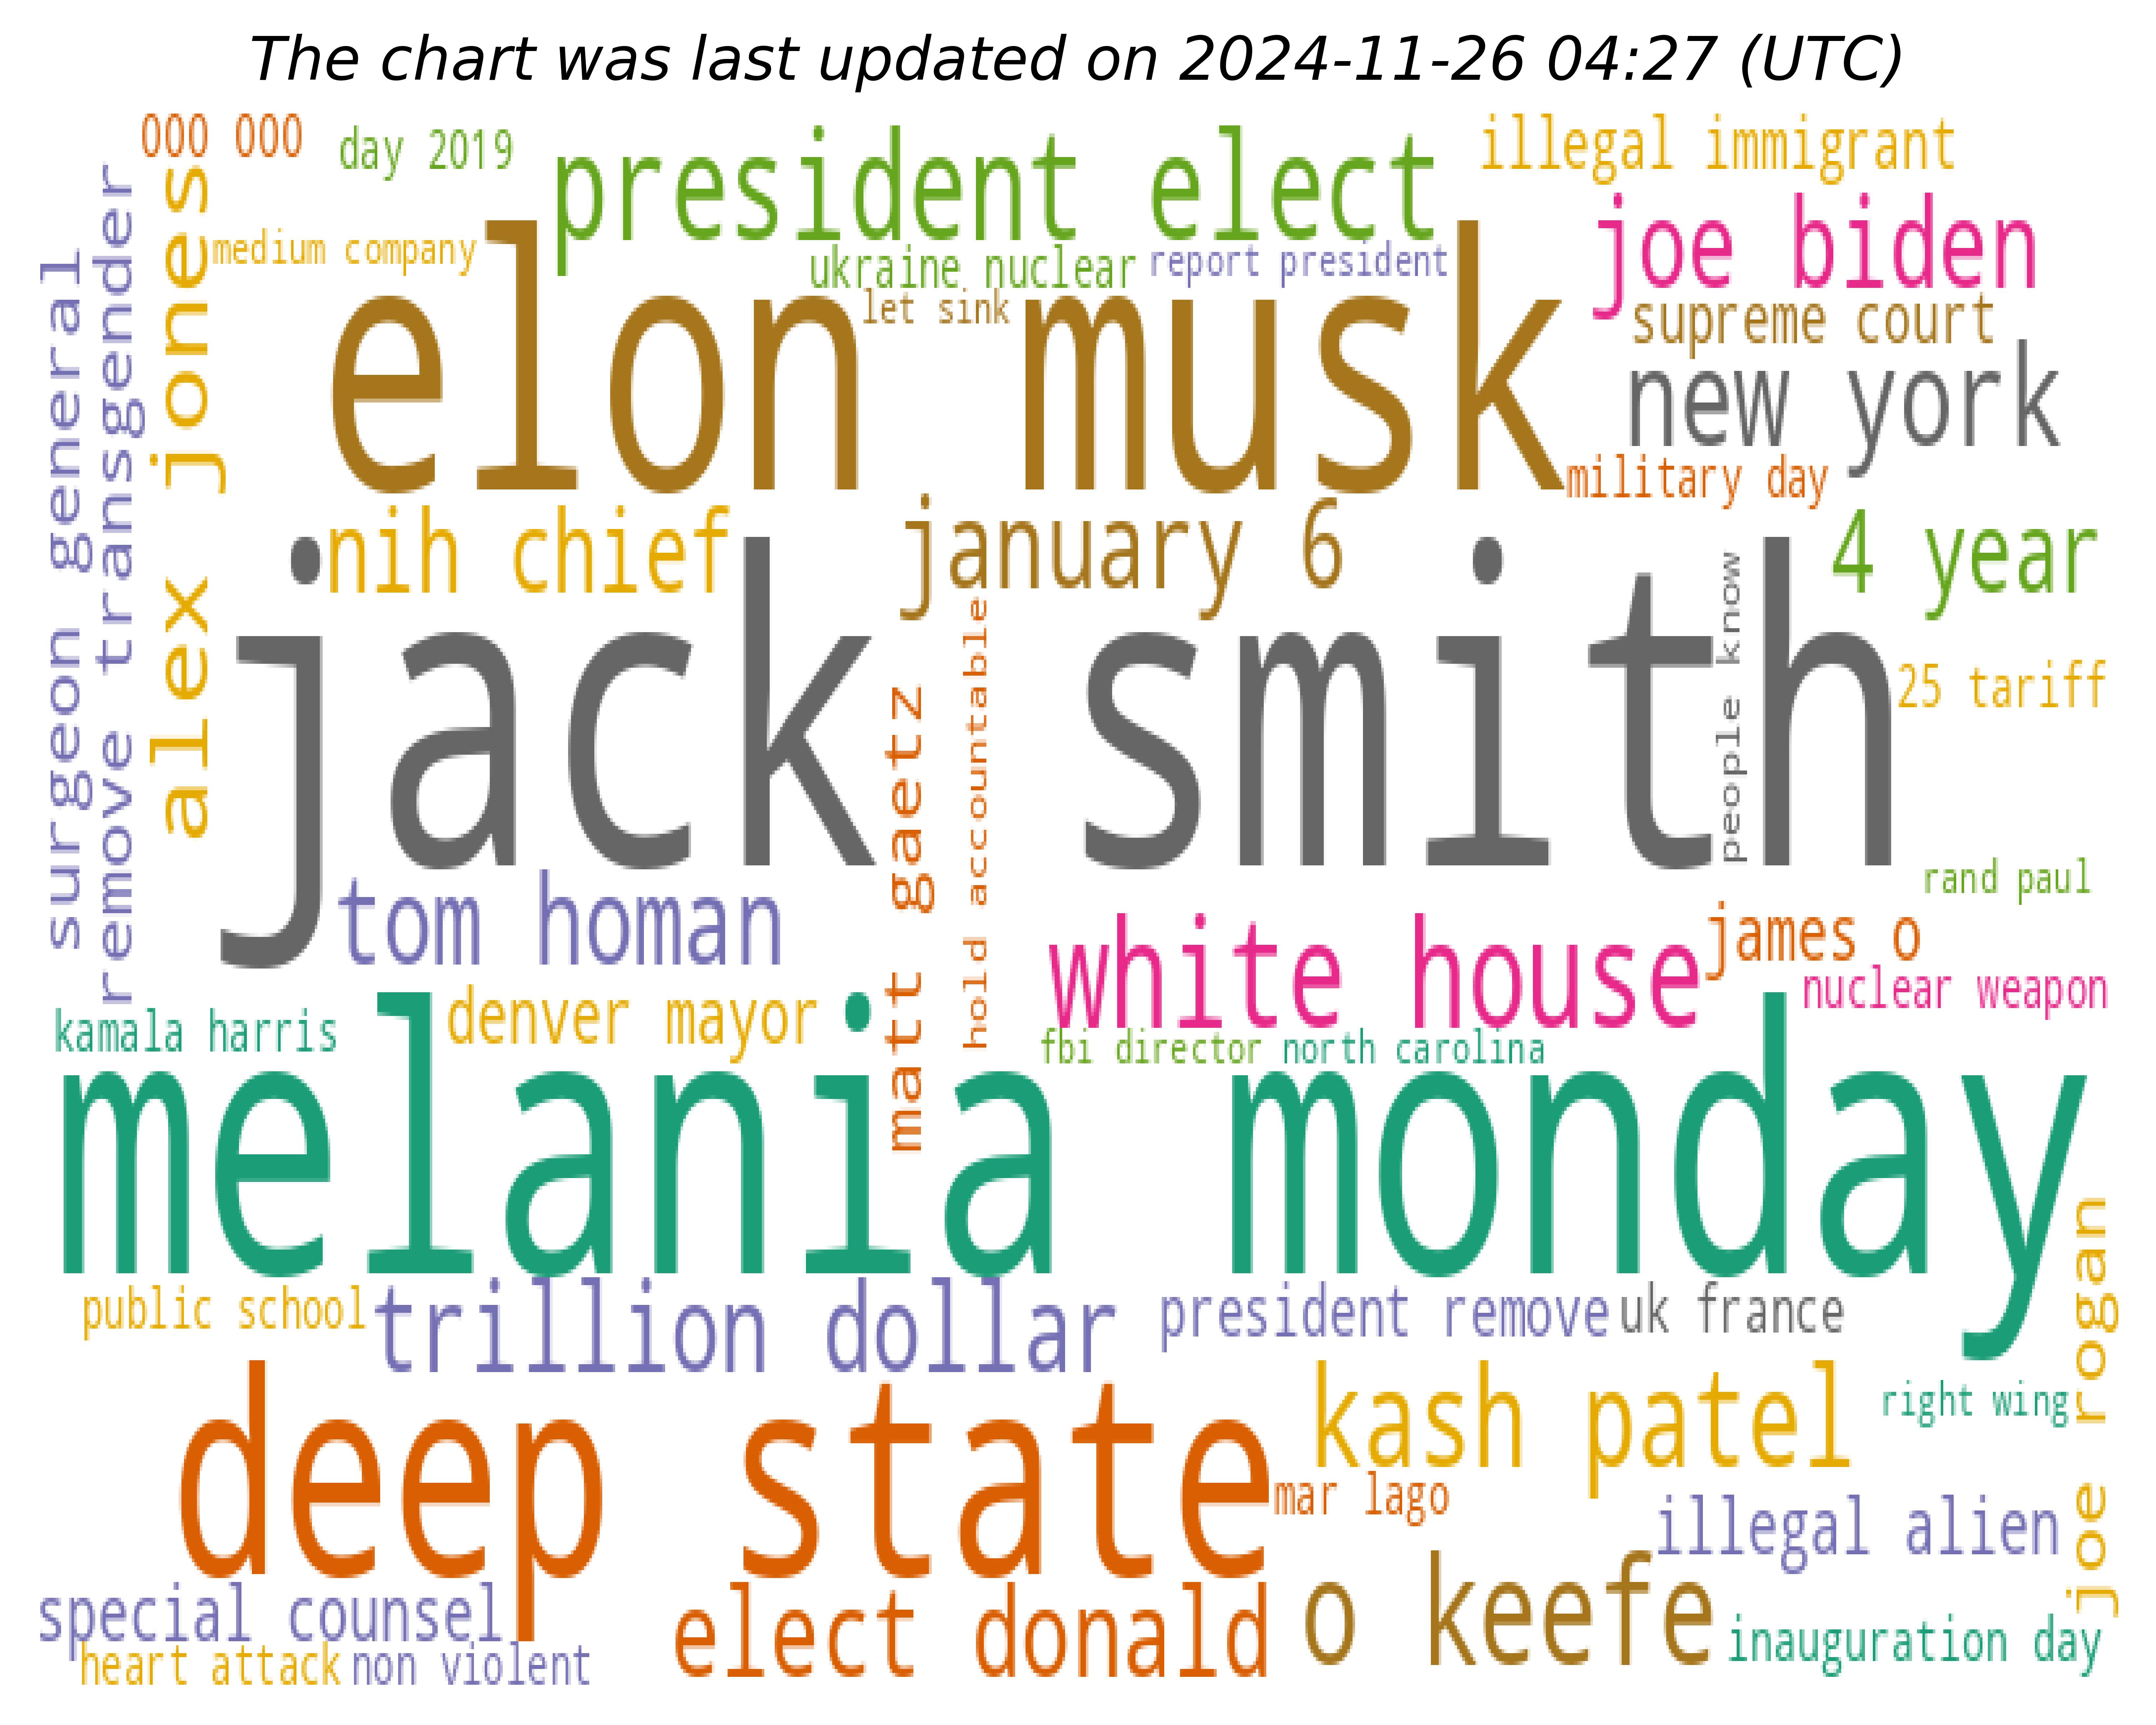 The chart was last updated on 2024-11-26 04:27 (UTC)
000 000
day 2019
president elect
illegal immigrant
joe biden
medium company
ukraine nuclear
report president
let sink
elon musk
supreme court
new york
military day
surgeon general
remove transgender
alex jones
nih chief
january 6
4 year
jack smith
people know
25 tariff
matt gaetz
hold accountable
rand paul
tom homan
white house
james o
nuclear weapon
kamala harris
denver mayor
fbi director
north carolina
melania monday
joe rogan
public school
trillion dollar
president remove
uk france
kash patel
right wing
deep state
mar lago
illegal alien
special counsel
elect donald
o keefe
inauguration day
heart attack
non violent